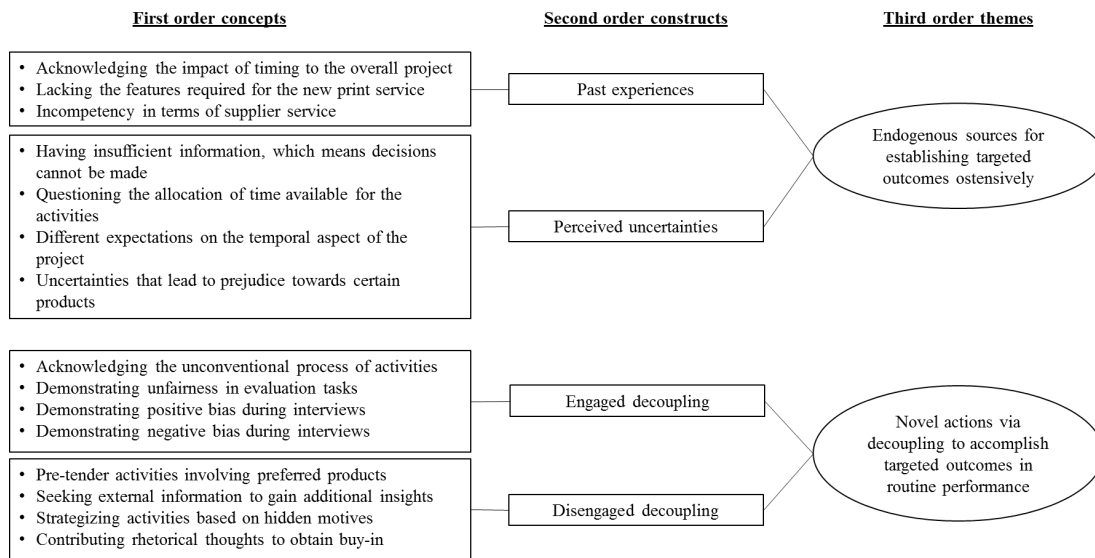 First order concepts
Second order constructs
Third order themes
• Acknowledging the impact of timing to the overall project
• Lacking the features required for the new print service
• Incompetency in terms of supplier service
Past experiences
• Having insufficient information, which means decisions
cannot be made
• Questioning the allocation of time available for the
activities
• Different expectations on the temporal aspect of the
project
• Uncertainties that lead to prejudice towards certain
products
Perceived uncertainties
Endogenous sources for
establishing targeted
outcomes ostensively
• Acknowledging the unconventional process of activities
• Demonstrating unfairness in evaluation tasks
• Demonstrating positive bias during interviews
• Demonstrating negative bias during interviews
Engaged decoupling
• Pre-tender activities involving preferred products
• Seeking external information to gain additional insights
• Strategizing activities based on hidden motives
• Contributing rhetorical thoughts to obtain buy-in
Disengaged decoupling
Novel actions via
decoupling to accomplish
targeted outcomes in
routine performance